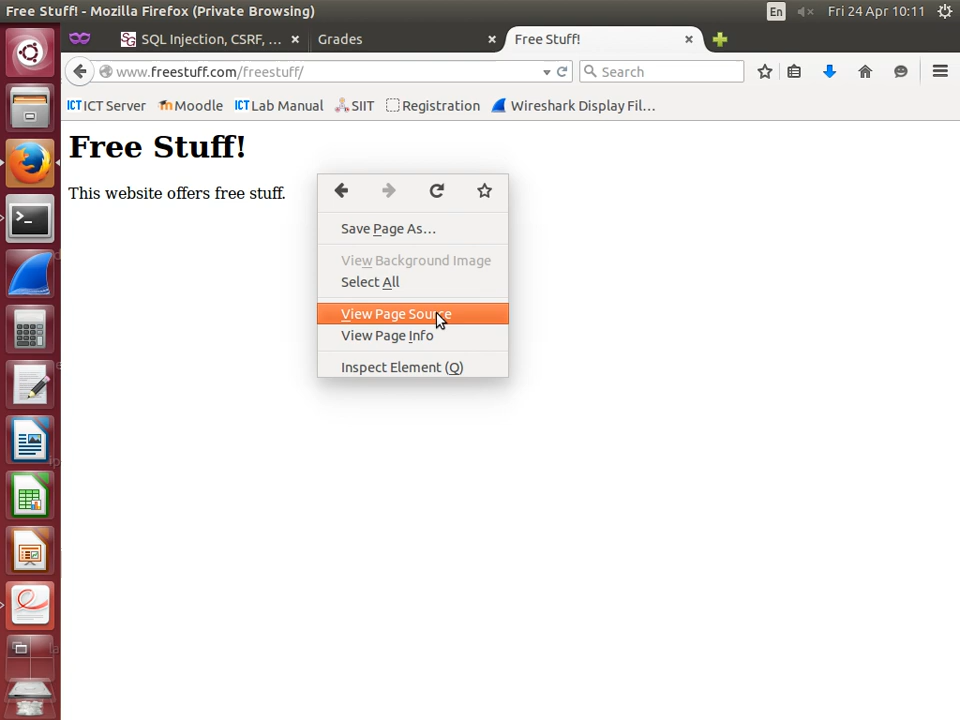 Free Stuff! - Mozilla Firefox (Private Browsing)
En
Fri 24 Apr 10:11
SQL Injection, CSRF, ...
Grades
Free Stuff!
www.freestuff.com/freestuff/
Search
ICT ICT Server
Moodle
ICT Lab Manual
SIIT
Registration
Wireshark Display Fil...
Free Stuff!
This website offers free stuff.
Save Page As...
View Background Image
Select All
View Page Source
View Page Info
Inspect Element (Q)